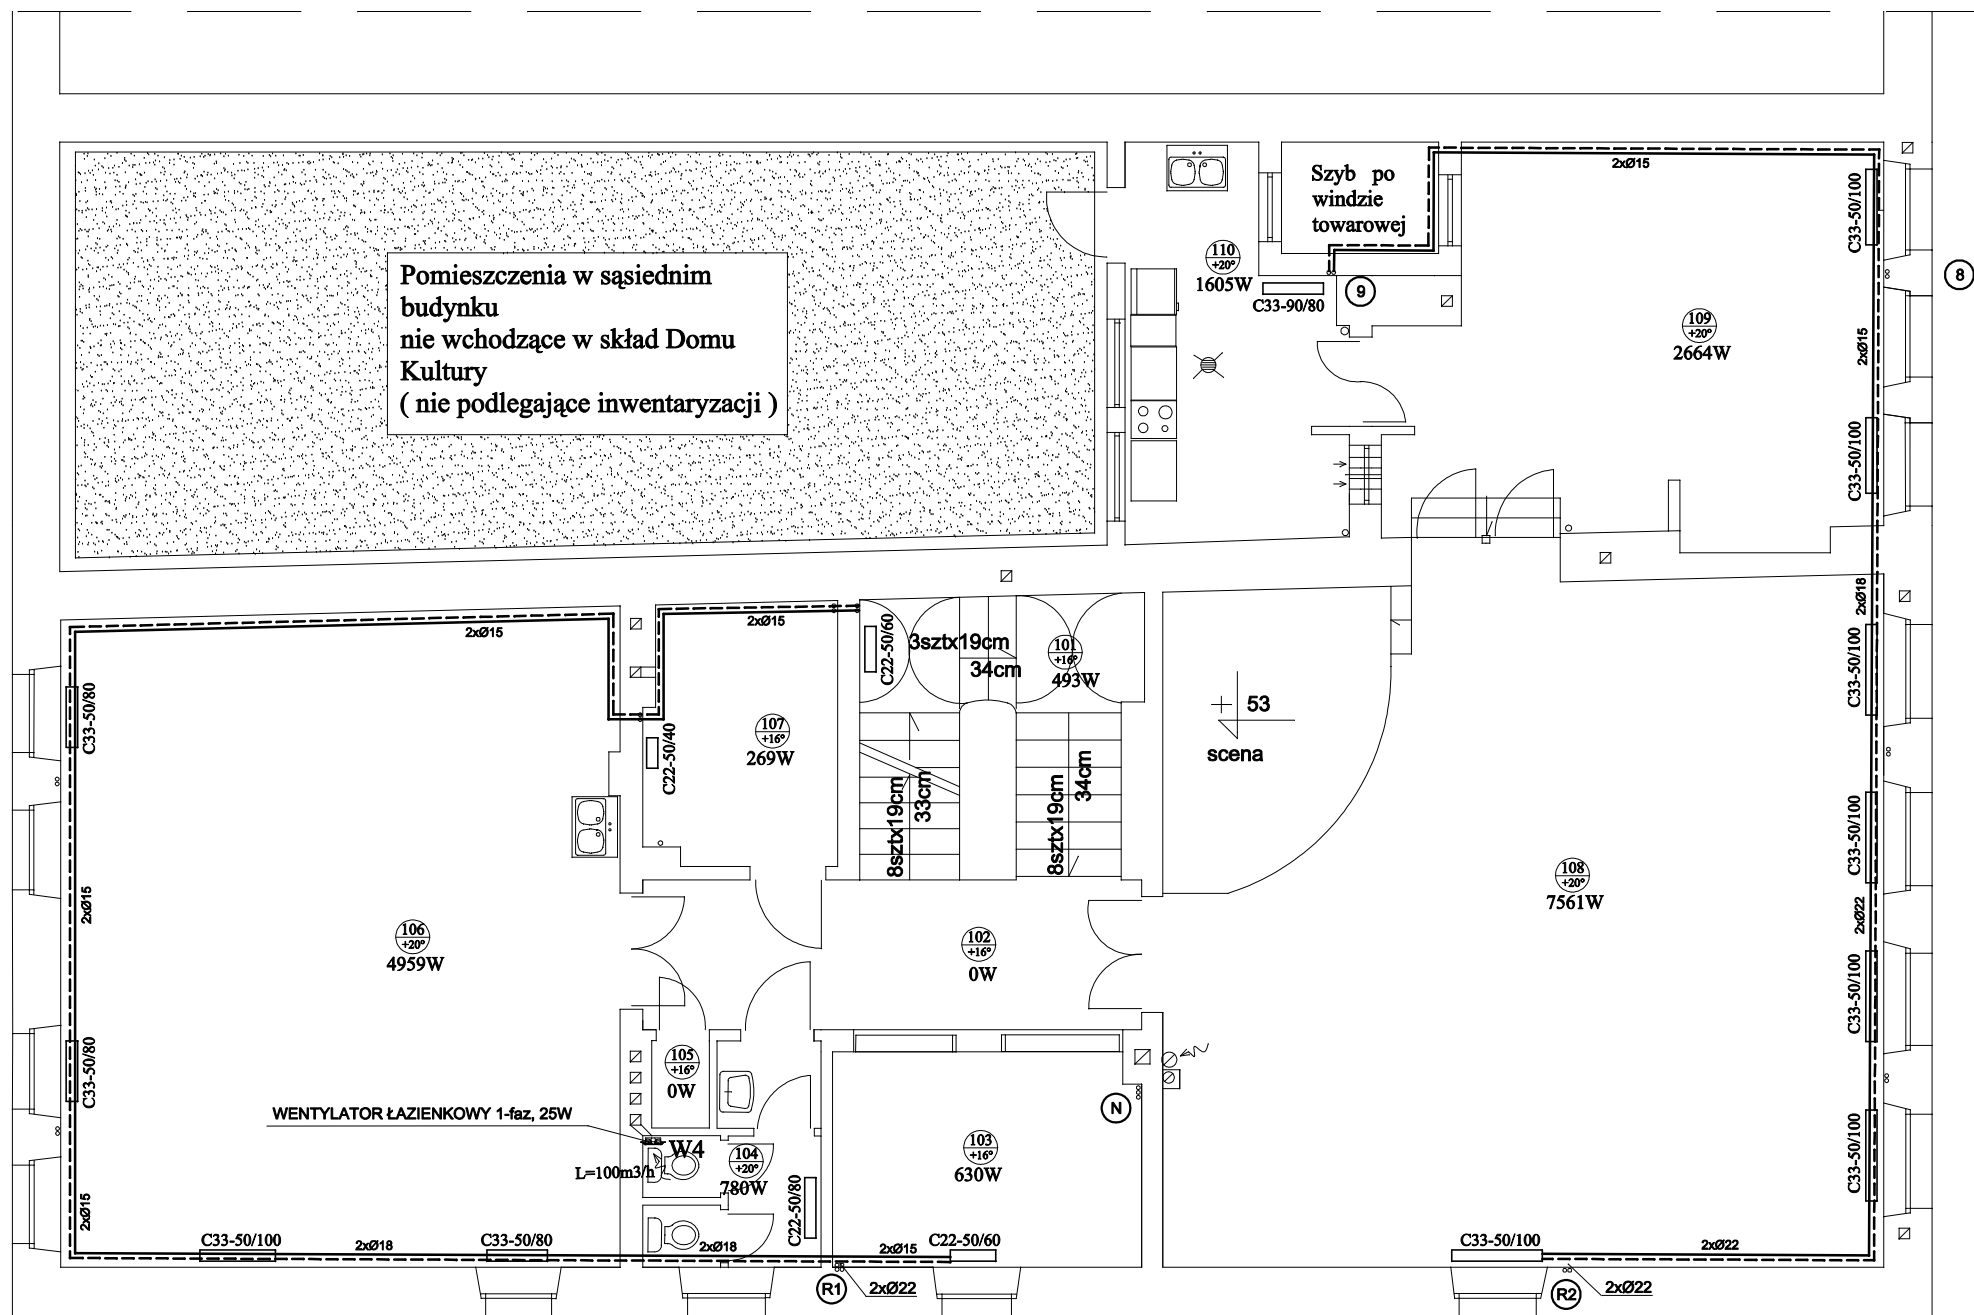 2xØ15
Szyb po
windzie
towarowej
C33-50/100
110
+20°
1605W
C33-90/80
9
8
Pomieszczenia w sąsiednim
budynku
nie wchodzące w skład Domu
Kultury
( nie podlegające inwentaryzacji )
109
+20°
2664W
2xØ15
C33-50/100
2xØ18
2xØ15
2xØ15
C22-50/60
3sztx19cm
34cm
101
+16°
493W
C33-50/100
C33-50/80
C22-50/40
107
+16°
269W
53
scena
8sztx19cm
33cm
8sztx19cm
34cm
C33-50/100
108
+20°
7561W
2xØ15
2xØ22
106
+20°
4959W
102
+16°
0W
C33-50/100
C33-50/80
105
+16°
0W
WENTYLATOR ŁAZIENKOWY 1-faz, 25W
N
W4
L=100m3/h
104
+20°
780W
103
+16°
630W
C22-50/80
C33-50/100
2xØ15
C33-50/100
2xØ18
C33-50/80
2xØ18
2xØ15
C22-50/60
C33-50/100
2xØ22
R1
2xØ22
R2
2xØ22